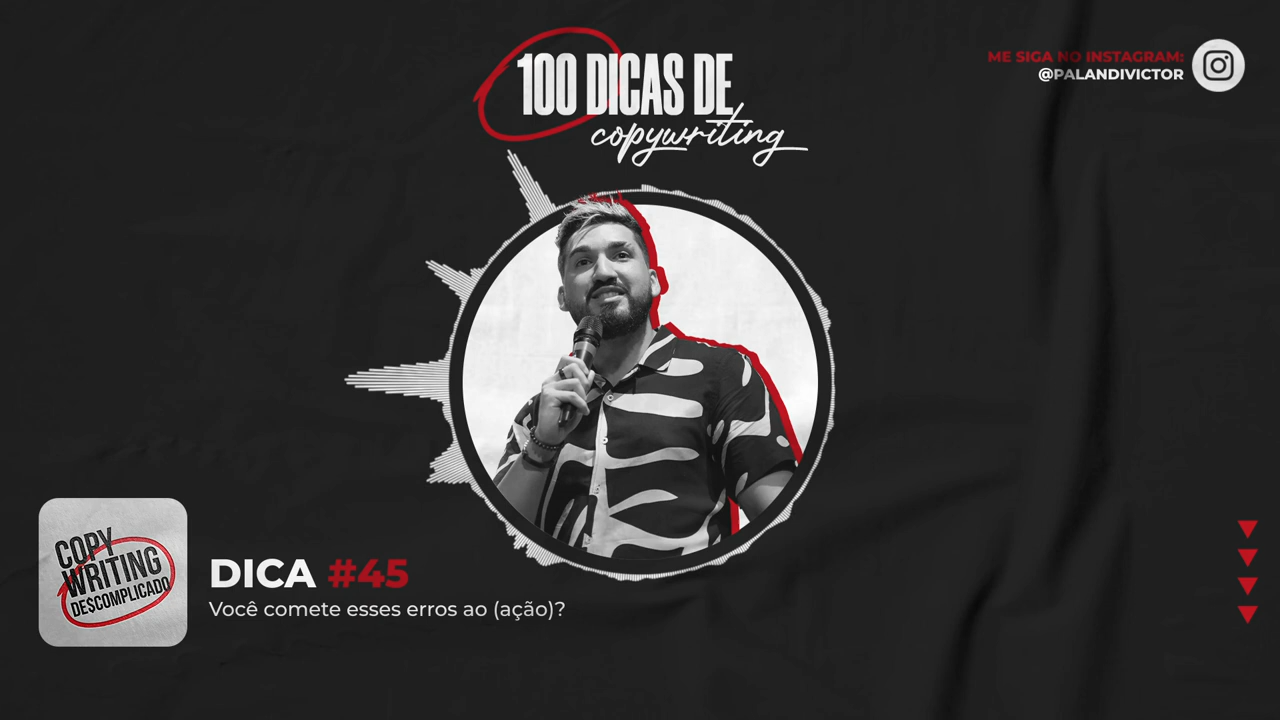 100 DICAS DE
copywriting
ME SIGA NO INSTAGRAM:
@PALANDIVICTOR
COPY
WRITING
DESCOMPLICADO
DICA #45
Você comete esses erros ao (ação)?